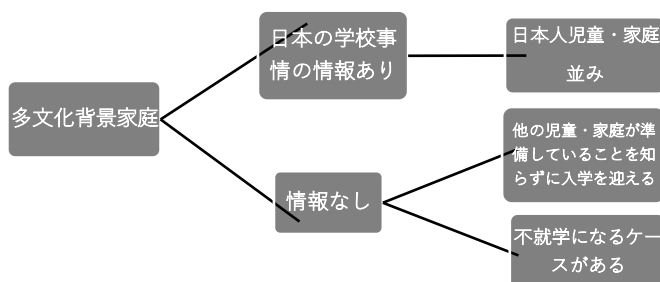 多文化背景家庭
日本の学校事
情の情報あり
日本人児童・家庭
並み
情報なし
他の児童・家庭が準
備していることを知
らずに入学を迎える
不就学になるケー
スがある